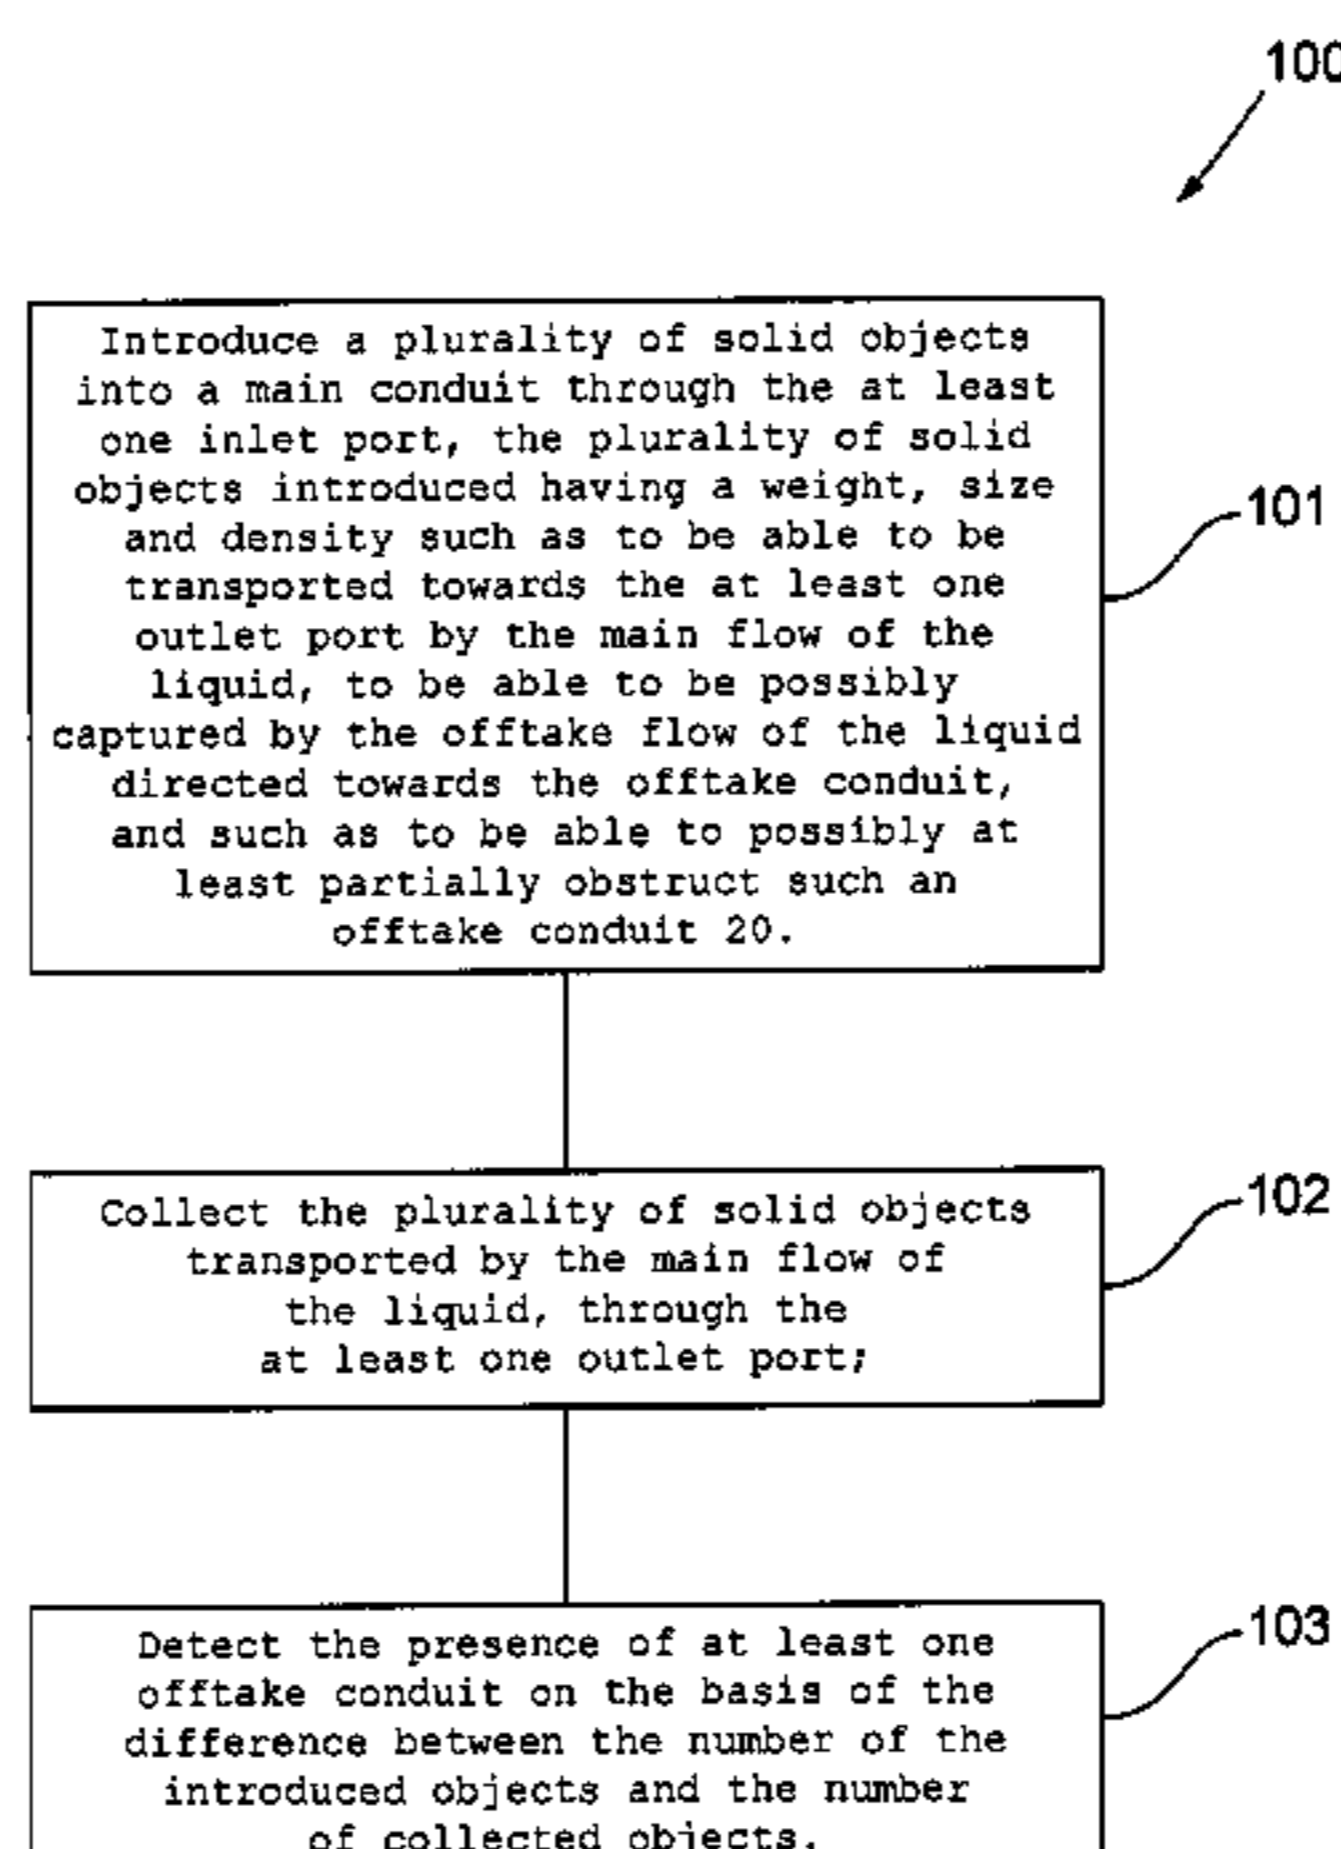 100
Introduce a plurality of solid objects
into a main conduit through the at least
one inlet port, the plurality of solid
objects introduced having a weight, size
and density such as to be able to be
transported towards the at least one
outlet port by the main flow of the
liquid, to be able to be possibly
captured by the offtake flow of the liquid
directed towards the offtake conduit,
and such as to be able to possibly at
least partially obstruct such an
offtake conduit 20.
101
Collect the plurality of solid objects
transported by the main flow of
the liquid, through the
at least one outlet port;
102
Detect the presence of at least one
offtake conduit on the basis of the
difference between the number of the
introduced objects and the number
of collected objects.
103